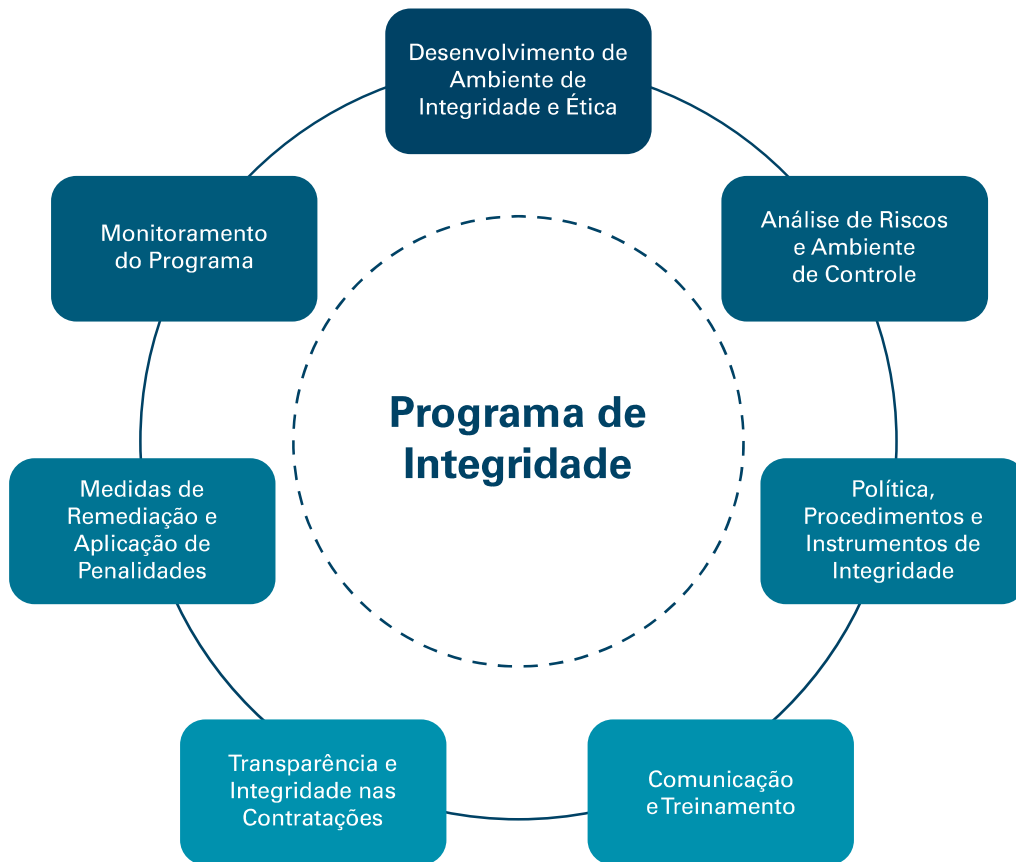 Desenvolvimento de
Ambiente de
Integridade e Ética
Análise de Riscos
e Ambiente
de Controle
Política,
Procedimentos e
Instrumentos de
Integridade
Comunicação
e Treinamento
Transparência e
Integridade nas
Contratações
Medidas de
Remediação e
Aplicação de
Penalidades
Monitoramento
do Programa
Programa de
Integridade